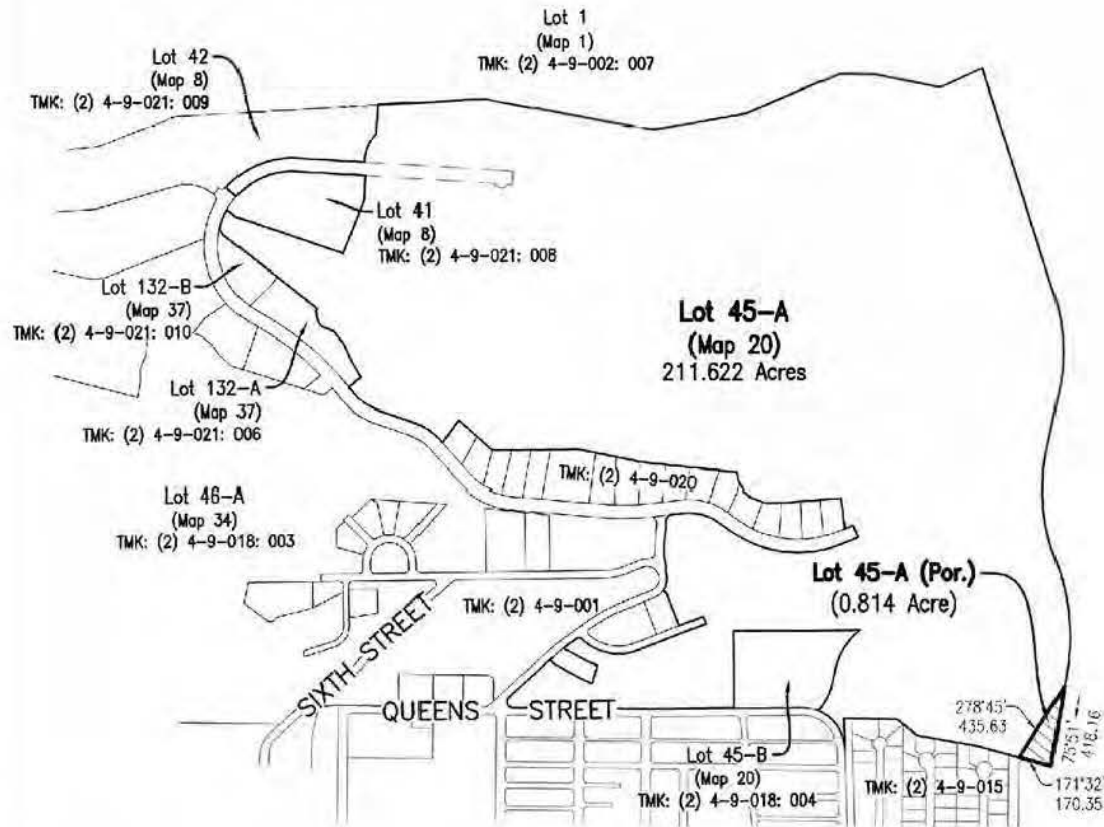 Lot 1
(Map 1)
TMK: (2) 4-9-002: 007
Lot 42
(Map 8)
TMK: (2) 4-9-021: 009
Lot 41
(Map 8)
TMK: (2) 4-9-021: 008
Lot 132-B
(Map 37)
TMK: (2) 4-9-021: 010
Lot 45-A
(Map 20)
211.622 Acres
Lot 132-A
(Map 37)
TMK: (2) 4-9-021: 006
TMK: (2) 4-9-020
Lot 46-A
(Map 34)
TMK: (2) 4-9-018: 003
Lot 45-A (Por.)
(0.814 Acre)
TMK: (2) 4-9-001
SIXTH STREET
QUEENS STREET
278°45'
435.63
75°51'
418.16
Lot 45-B
(Map 20)
TMK: (2) 4-9-018: 004
TMK: (2) 4-9-015
171°32'
170.35